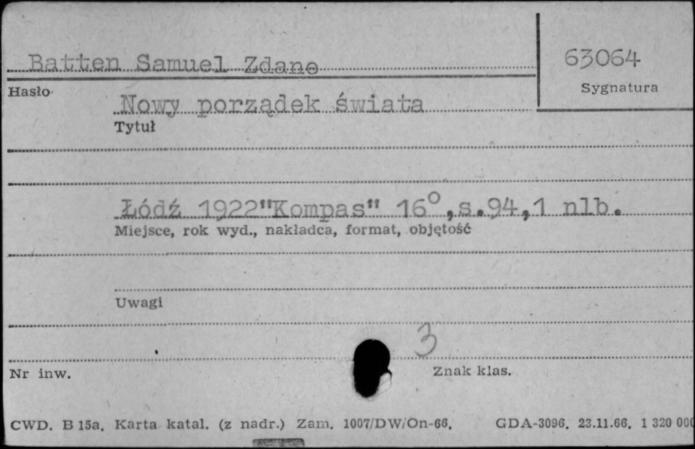 Batten Samuel Zdane
63064
Hasło
Sygnatura
Nowy porządek świata
Tytuł
Łódź 1922"Kompas" 16°,s.94,1 nlb.
Miejsce, rok wyd., nakładca, format, objętość
Uwagi
3
Nr inw.
Znak klas.
CWD. B 15a. Karta katal. (z nadr.) Zam. 1007/DW/On-66. GDA-3096. 23.11.66. 1 320 000